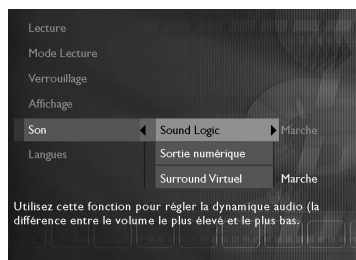 Lecture
Mode Lecture
Verrouillage
Affichage
Son Sound Logic Marche
Langues Sortie numérique
Surround Virtuel Marche
Utilisez cette fonction pour régler la dynamique audio (la
différence entre le volume le plus élevé et le plus bas.